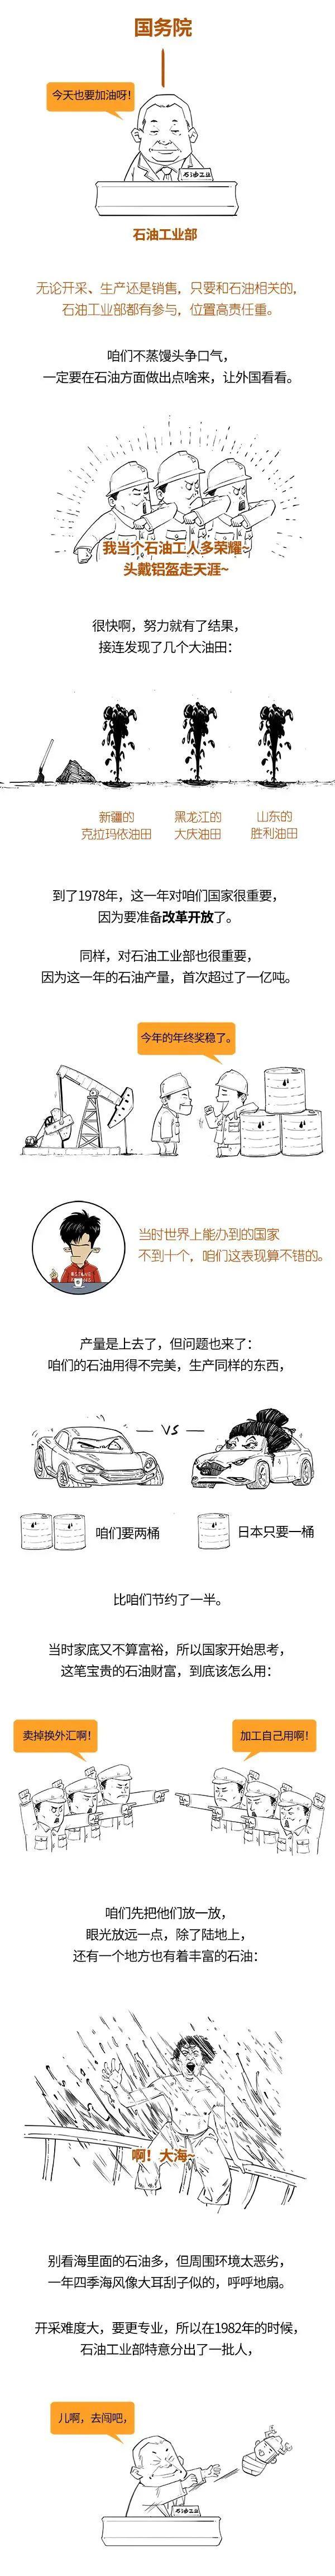 国务院
今天也要加油呀！
石油工业
石油工业部
无论开采、生产还是销售，只要和石油相关的，
石油工业部都有参与，位置高责任重。
咱们不蒸馒头争口气，
一定要在石油方面做出点啥来，让外国看看。
我当个石油工人多荣耀~
头戴铝盔走天涯~
很快啊，努力就有了结果，
接连发现了几个大油田：
新疆的
克拉玛依油田
黑龙江的
大庆油田
山东的
胜利油田
到了1978年，这一年对咱们国家很重要，
因为要准备改革开放了。
同样，对石油工业部也很重要，
因为这一年的石油产量，首次超过了一亿吨。
今年的年终奖稳了。
当时世界上能办到的国家
不到十个，咱们这表现算不错的。
产量是上去了，但问题也来了：
咱们的石油用得不完美，生产同样的东西，
VS
咱们要两桶
日本只要一桶
比咱们节约了一半。
当时家底又不算富裕，所以国家开始思考，
这笔宝贵的石油财富，到底该怎么用：
卖掉换外汇啊！
加工自己用啊！
咱们先把他们放一放，
眼光放远一点，除了陆地上，
还有一个地方也有着丰富的石油：
啊！大海~
别看海里面的石油多，但周围环境太恶劣，
一年四季海风像大耳刮子似的，呼呼地扇。
开采难度大，要更专业，所以在1982年的时候，
石油工业部特意分出了一批人，
儿啊，去闯吧，
石油工业